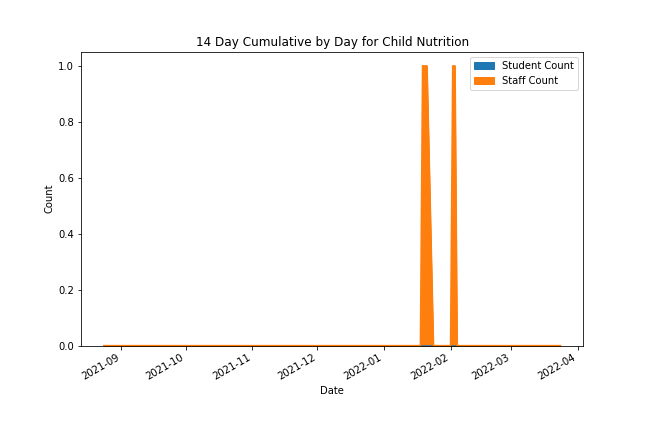 14 Day Cumulative by Day for Child Nutrition
Student Count
Staff Count
1.0
0.8
0.6
0.4
0.2
0.0
Count
2021-09
2021-10
2021-11
2021-12
2022-01
2022-02
2022-03
2022-04
Date